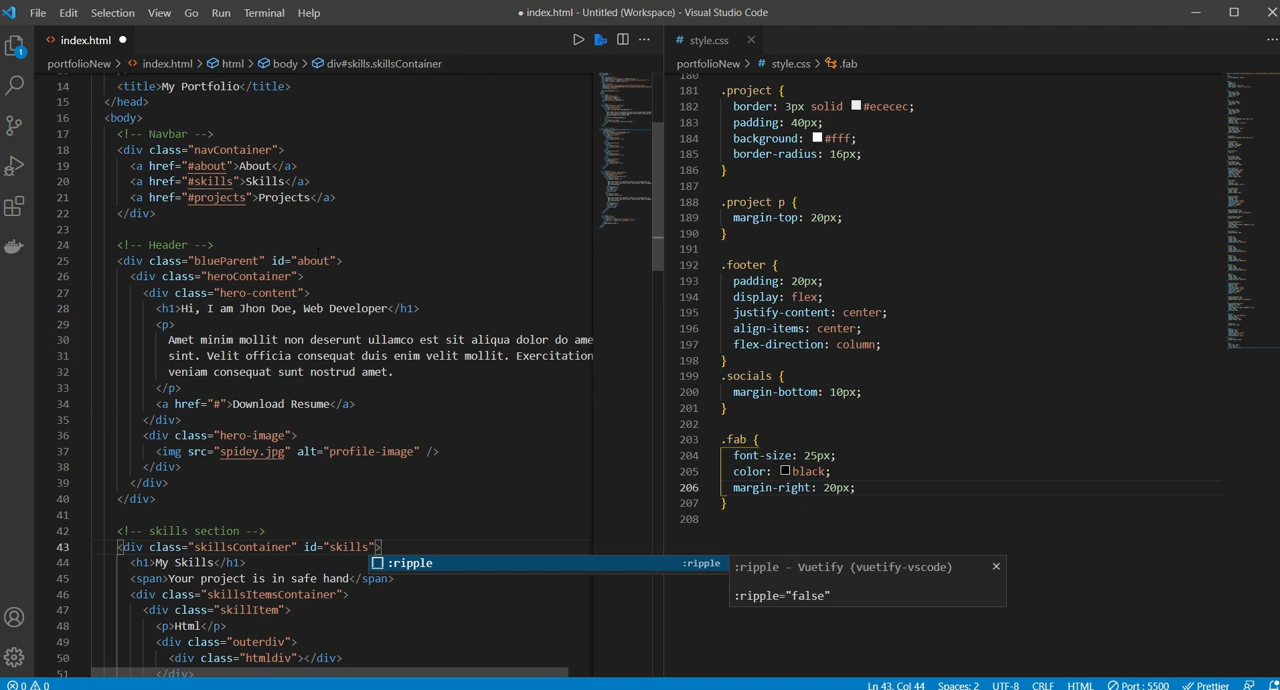 File Edit Selection View Go Run Terminal Help
● index.html - Untitled (Workspace) - Visual Studio Code
<> index.html ●
portfolioNew > <> index.html > html > body > div#skills.skillsContainer
14 <title>My Portfolio</title>
15 </head>
16 <body>
17 <!-- Navbar -->
18 <div class="navContainer">
19 <a href="#about">About</a>
20 <a href="#skills">Skills</a>
21 <a href="#projects">Projects</a>
22 </div>
23
24 <!-- Header -->
25 <div class="blueParent" id="about">
26 <div class="heroContainer">
27 <div class="hero-content">
28 <h1>Hi, I am Jhon Doe, Web Developer</h1>
29 <p>
30 Amet minim mollit non deserunt ullamco est sit aliqua dolor do ame
31 sint. Velit officia consequat duis enim velit mollit. Exercitation
32 veniam consequat sunt nostrud amet.
33 </p>
34 <a href="#">Download Resume</a>
35 </div>
36 <div class="hero-image">
37 <img src="spidey.jpg" alt="profile-image" />
38 </div>
39 </div>
40 </div>
41
42 <!-- skills section -->
43 <div class="skillsContainer" id="skills">
44 <h1>My Skills</h1>
45 <span>Your project is in safe hand</span>
46 <div class="skillsItemsContainer">
47 <div class="skillItem">
48 <p>Html</p>
49 <div class="outerdiv">
50 <div class="htmldiv"></div>
51 </div>
:ripple :ripple
:ripple - Vuetify (vuetify-vscode)
:ripple="false"
# style.css
portfolioNew > # style.css > .fab
180
181 .project {
182 border: 3px solid #ececec;
183 padding: 40px;
184 background: #fff;
185 border-radius: 16px;
186 }
187
188 .project p {
189 margin-top: 20px;
190 }
191
192 .footer {
193 padding: 20px;
194 display: flex;
195 justify-content: center;
196 align-items: center;
197 flex-direction: column;
198 }
199 .socials {
200 margin-bottom: 10px;
201 }
202
203 .fab {
204 font-size: 25px;
205 color: black;
206 margin-right: 20px;
207 }
208
1
0 0 Ln 43, Col 44 Spaces: 2 UTF-8 CRLF HTML Port : 5500 Prettier